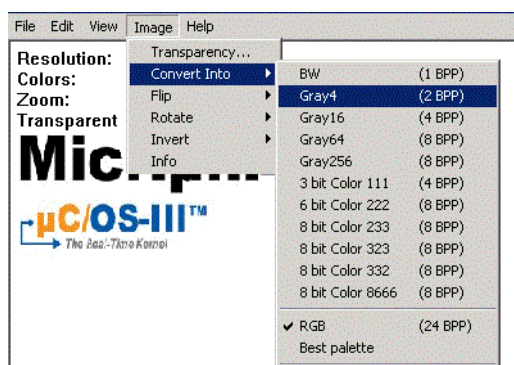 File Edit View Image Help
Resolution:
Colors:
Zoom:
Transparent
Transparency...
Convert Into
Flip
Rotate
Invert
Info
BW (1 BPP)
Gray4 (2 BPP)
Gray16 (4 BPP)
Gray64 (8 BPP)
Gray256 (8 BPP)
3 bit Color 111 (4 BPP)
6 bit Color 222 (8 BPP)
8 bit Color 233 (8 BPP)
8 bit Color 323 (8 BPP)
8 bit Color 332 (8 BPP)
8 bit Color 8666 (8 BPP)
✔ RGB (24 BPP)
Best palette
µC/OS-III™
The Real-Time Kernel